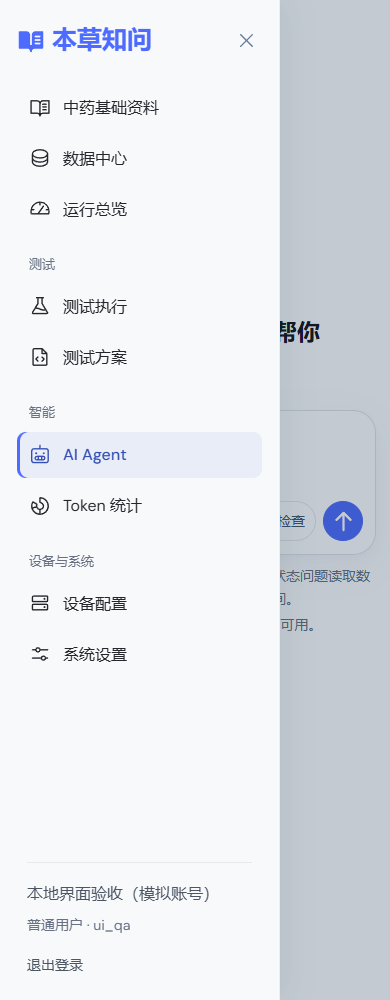 本草知问
中药基础资料
数据中心
运行总览
测试
测试执行
测试方案
智能
AI Agent
Token 统计
设备与系统
设备配置
系统设置
本地界面验收（模拟账号）
普通用户 · ui_qa
退出登录
帮你
检查
状态问题读取数
可用。